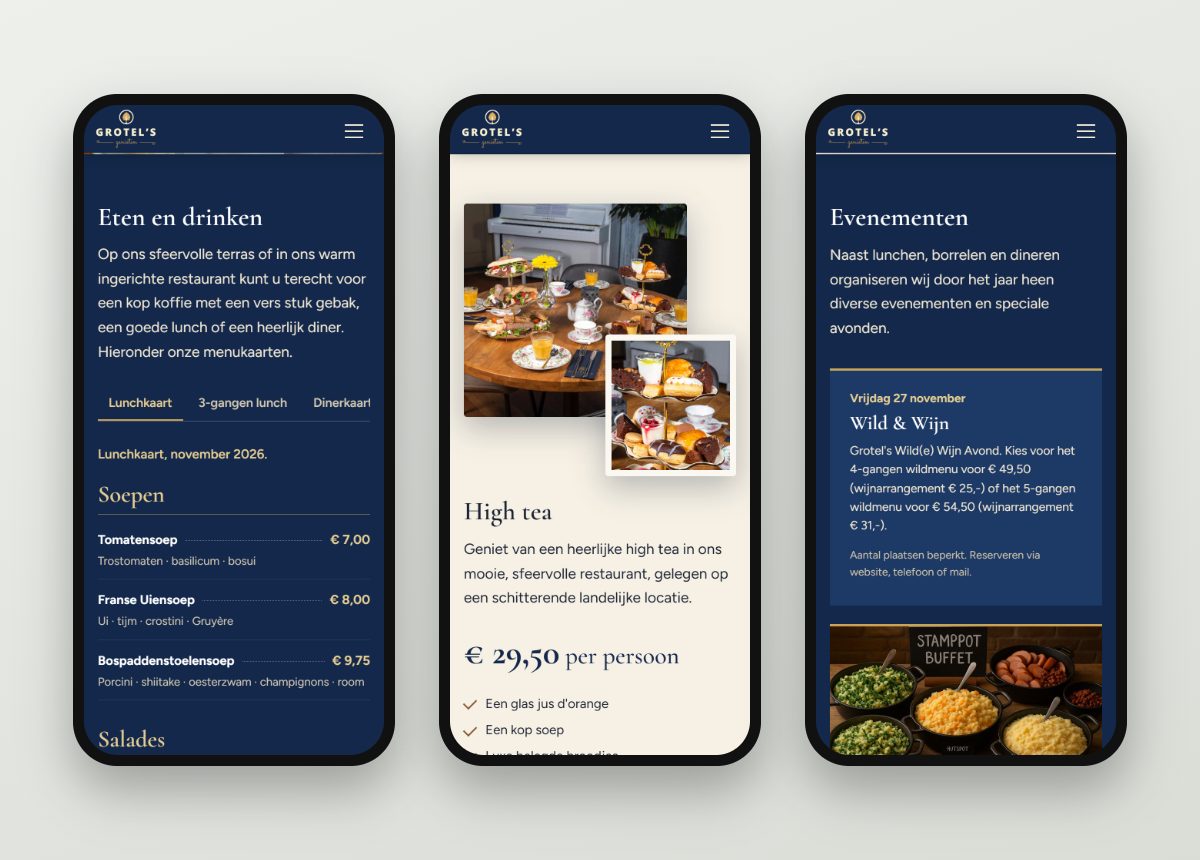 GROTEL'S
genieten
Eten en drinken
Op ons sfeervolle terras of in ons warm
ingerichte restaurant kunt u terecht voor
een kop koffie met een vers stuk gebak,
een goede lunch of een heerlijk diner.
Hieronder onze menukaarten.
Lunchkaart 3-gangen lunch Dinerkaart
Lunchkaart, november 2026.
Soepen
Tomatensoep € 7,00
Trostomaten · basilicum · bosui
Franse Uiensoep € 8,00
Ui · tijm · crostini · Gruyère
Bospaddenstoelensoep € 9,75
Porcini · shiitake · oesterzwam · champignons · room
Salades
GROTEL'S
genieten
High tea
Geniet van een heerlijke high tea in ons
mooie, sfeervolle restaurant, gelegen op
een schitterende landelijke locatie.
€ 29,50 per persoon
Een glas jus d'orange
Een kop soep
Luxe belegde broodjes
GROTEL'S
genieten
Evenementen
Naast lunchen, borrelen en dineren
organiseren wij door het jaar heen
diverse evenementen en speciale
avonden.
Vrijdag 27 november
Wild & Wijn
Grotel's Wild(e) Wijn Avond. Kies voor het
4-gangen wildmenu voor € 49,50
(wijnarrangement € 25,-) of het 5-gangen
wildmenu voor € 54,50 (wijnarrangement
€ 31,-).
Aantal plaatsen beperkt. Reserveren via
website, telefoon of mail.
STAMPPOT
BUFFET
HUTSPOT